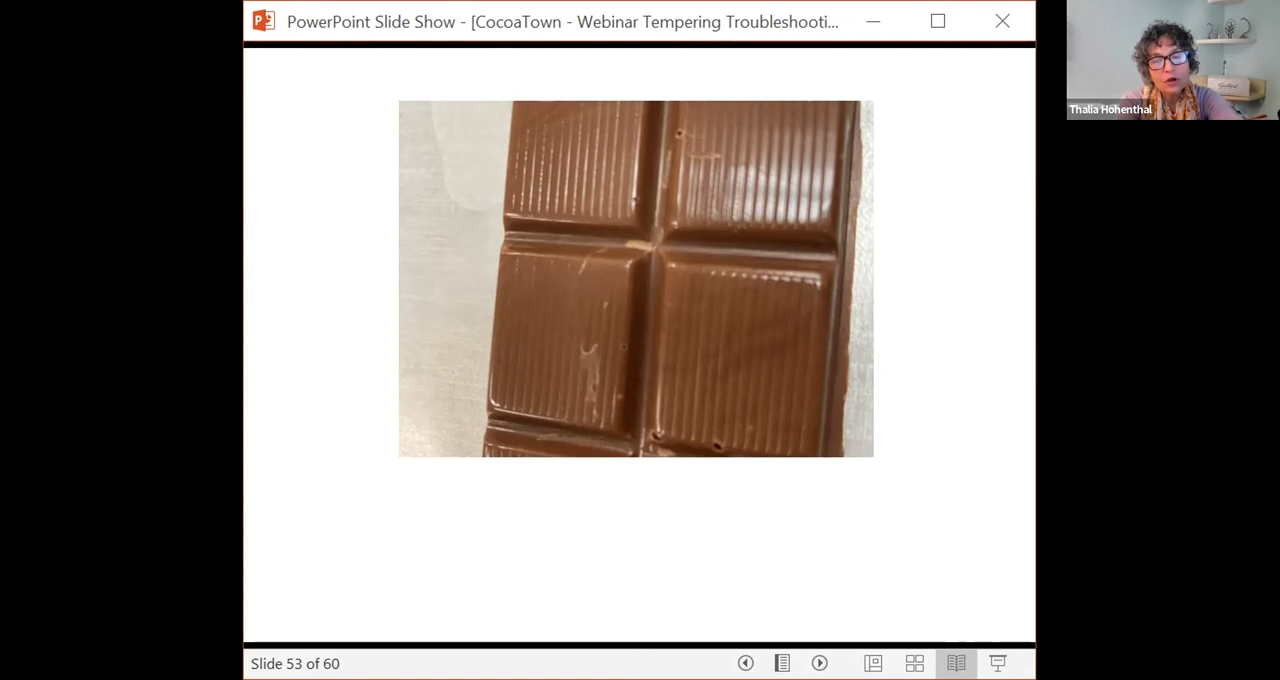 PowerPoint Slide Show - [CocoaTown - Webinar Tempering Troubleshooti...
Thalia Hohenthal
Slide 53 of 60